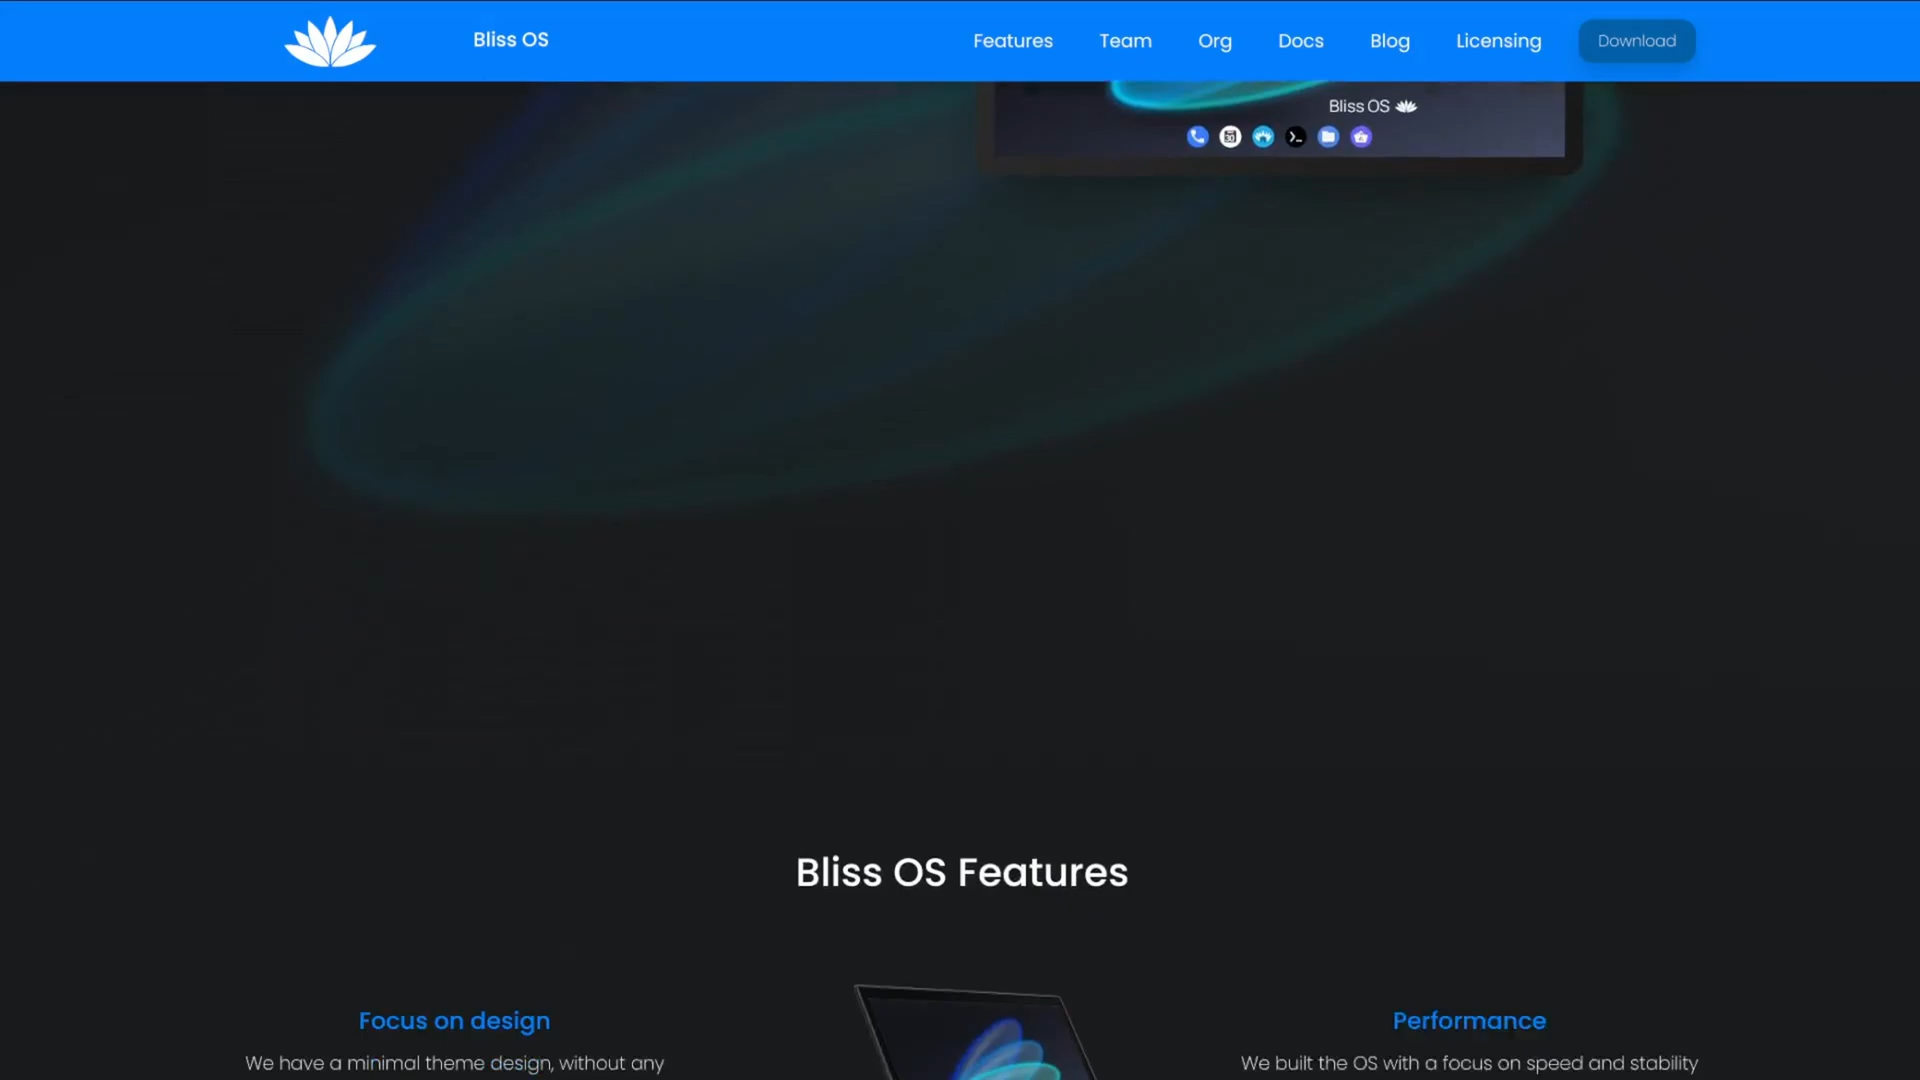 Bliss OS
Features
Team
Org
Docs
Blog
Licensing
Download
Bliss OS
Bliss OS Features
Focus on design
We have a minimal theme design, without any
Performance
We built the OS with a focus on speed and stability